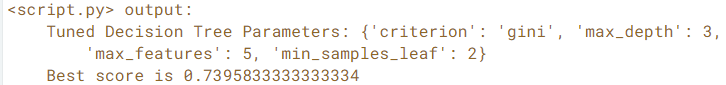 <script.py> output:
Tuned Decision Tree Parameters: {'criterion': 'gini', 'max_depth': 3,
'max_features': 5, 'min_samples_leaf': 2}
Best score is 0.7395833333333334